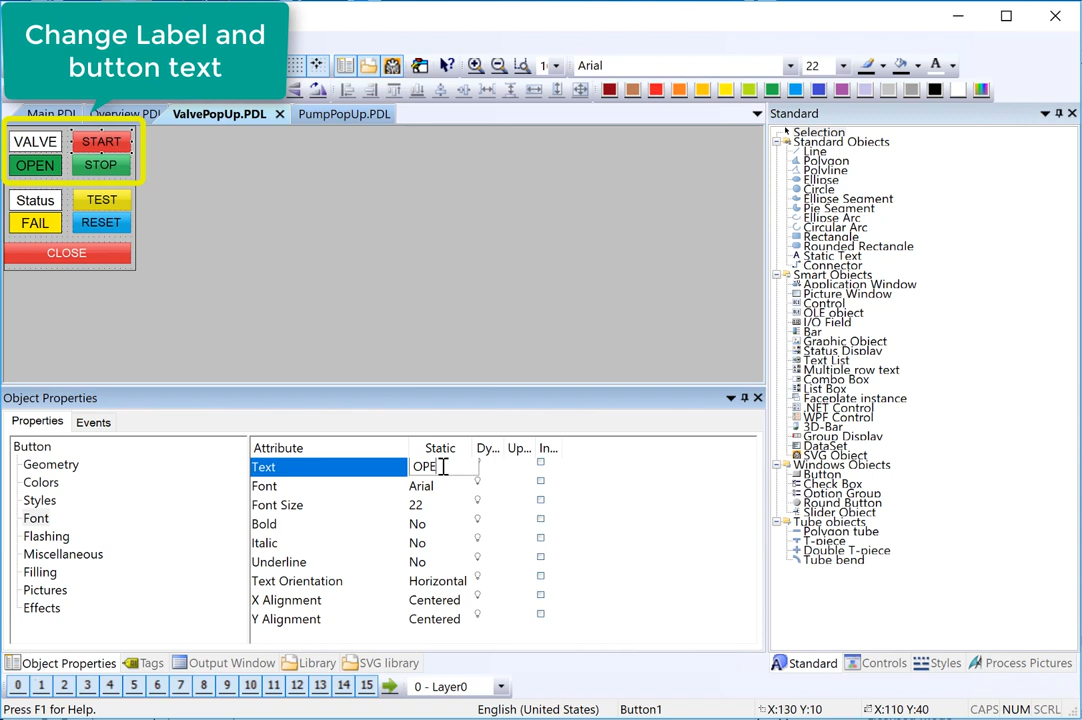 Change Label and
button text
Arial
22
Main.PDL
Overview.PDL
ValvePopUp.PDL
PumpPopUp.PDL
Standard
VALVE
START
OPEN
STOP
Status
TEST
FAIL
RESET
CLOSE
Selection
Standard Objects
Line
Polygon
Polyline
Ellipse
Circle
Ellipse Segment
Pie Segment
Ellipse Arc
Circular Arc
Rectangle
Rounded Rectangle
A Static Text
Connector
Smart Objects
Application Window
Picture Window
Control
OLE object
I/O Field
Bar
Graphic Object
Status Display
Text List
Multiple row text
Combo Box
List Box
Faceplate instance
.NET Control
WPF Control
3D-Bar
Group Display
DataSet
SVG Object
Windows Objects
Button
Check Box
Option Group
Round Button
Slider Object
Tube objects
Polygon tube
T-piece
Double T-piece
Tube bend
Object Properties
Properties
Events
Button
Geometry
Colors
Styles
Font
Flashing
Miscellaneous
Filling
Pictures
Effects
Attribute Static Dy... Up... In...
Text OPE
Font Arial
Font Size 22
Bold No
Italic No
Underline No
Text Orientation Horizontal
X Alignment Centered
Y Alignment Centered
Object Properties Tags Output Window Library SVG library
Standard Controls Styles Process Pictures
0 1 2 3 4 5 6 7 8 9 10 11 12 13 14 15 0 - Layer0
Press F1 for Help. English (United States) Button1 X:130 Y:10 X:110 Y:40 CAPS NUM SCRL